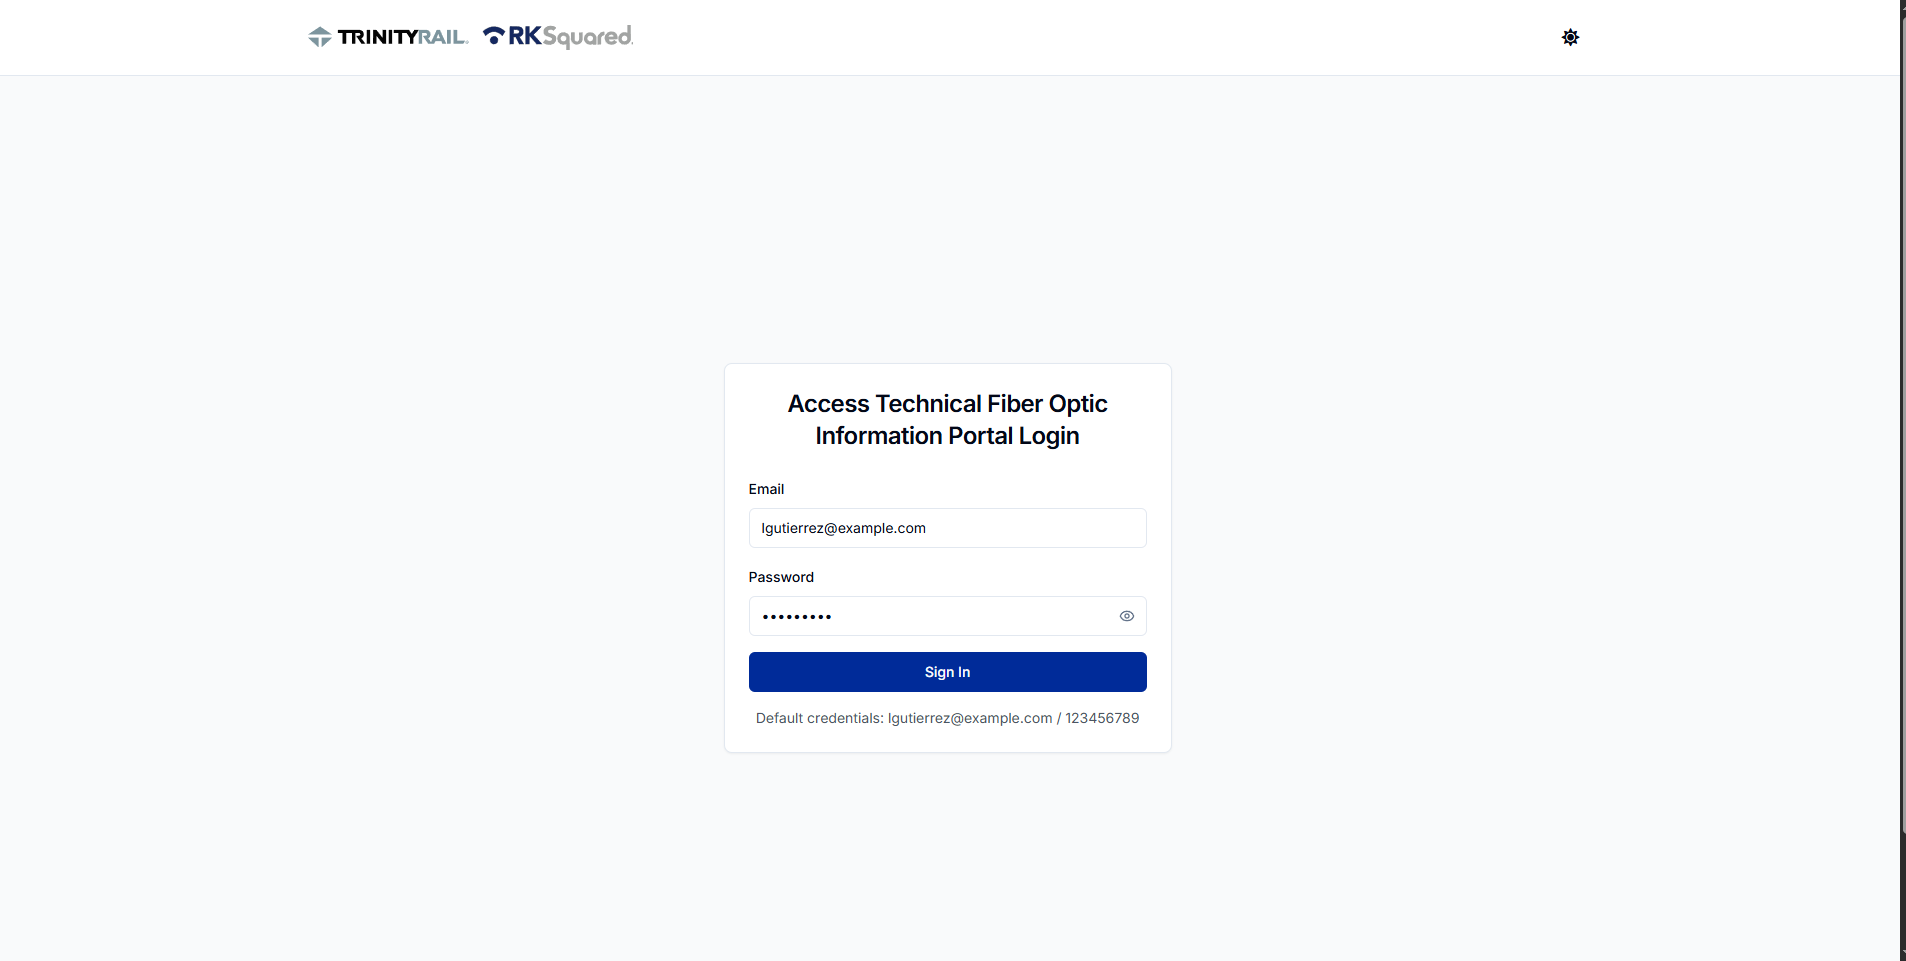 TRINITYRAIL. RKSquared.
Access Technical Fiber Optic
Information Portal Login
Email
lgutierrez@example.com
Password
•••••••••
Sign In
Default credentials: lgutierrez@example.com / 123456789